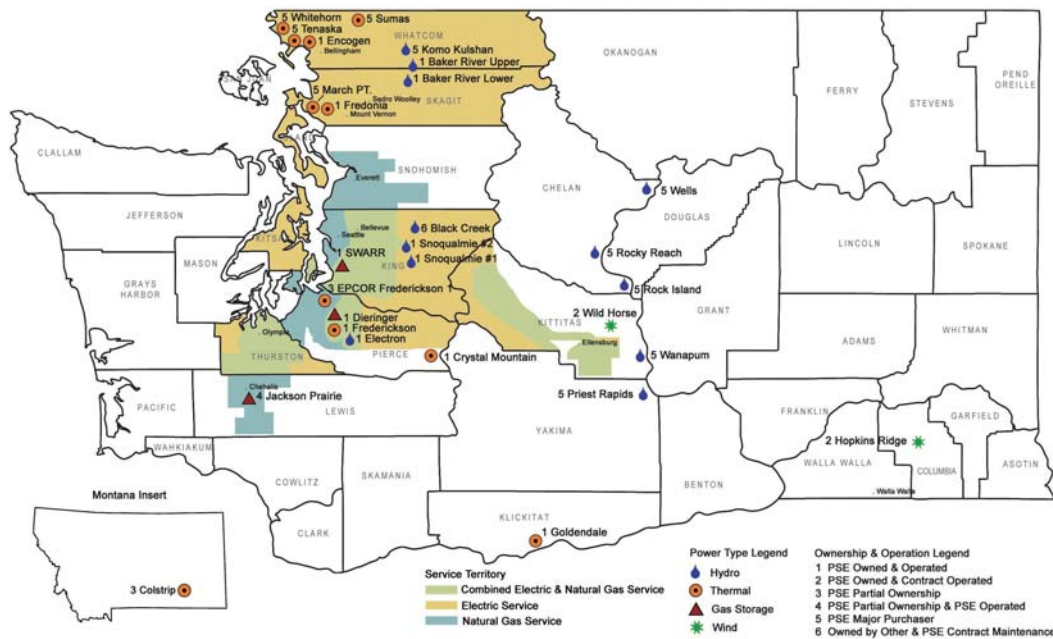 5 Whitehorn
5 Sumas
5 Tenaska
1 Encogen
Bellingham
WHATCOM
5 Komo Kulshan
1 Baker River Upper
1 Baker River Lower
OKANOGAN
PEND
OREILLE
FERRY
STEVENS
SAN JUAN
5 March PT.
Sedro Woolley
SKAGIT
1 Fredonia
Mount Vernon
CLALLAM
SNOHOMISH
Everett
CHELAN
5 Wells
DOUGLAS
JEFFERSON
KITSAP
6 Black Creek
Bellevue
Seattle
1 Snoqualmie #2
1 SWARR
KING
1 Snoqualmie #1
5 Rocky Reach
LINCOLN
SPOKANE
MASON
GRAYS
HARBOR
3 EPCOR Frederickson 1
5 Rock Island
1 Dieringer
1 Frederickson
1 Electron
Olympia
2 Wild Horse
KITTITAS
GRANT
Ellensburg
ADAMS
WHITMAN
THURSTON
PIERCE
1 Crystal Mountain
5 Wanapum
Chehalis
4 Jackson Prairie
PACIFIC
LEWIS
5 Priest Rapids
YAKIMA
FRANKLIN
GARFIELD
WAHKIAKUM
2 Hopkins Ridge
WALLA WALLA
COLUMBIA
ASOTIN
COWLITZ
SKAMANIA
BENTON
Walla Walla
Montana Insert
CLARK
KLICKITAT
1 Goldendale
3 Colstrip
Service Territory
Combined Electric & Natural Gas Service
Electric Service
Natural Gas Service
Power Type Legend
Hydro
Thermal
Gas Storage
Wind
Ownership & Operation Legend
1 PSE Owned & Operated
2 PSE Owned & Contract Operated
3 PSE Partial Ownership
4 PSE Partial Ownership & PSE Operated
5 PSE Major Purchaser
6 Owned by Other & PSE Contract Maintenance